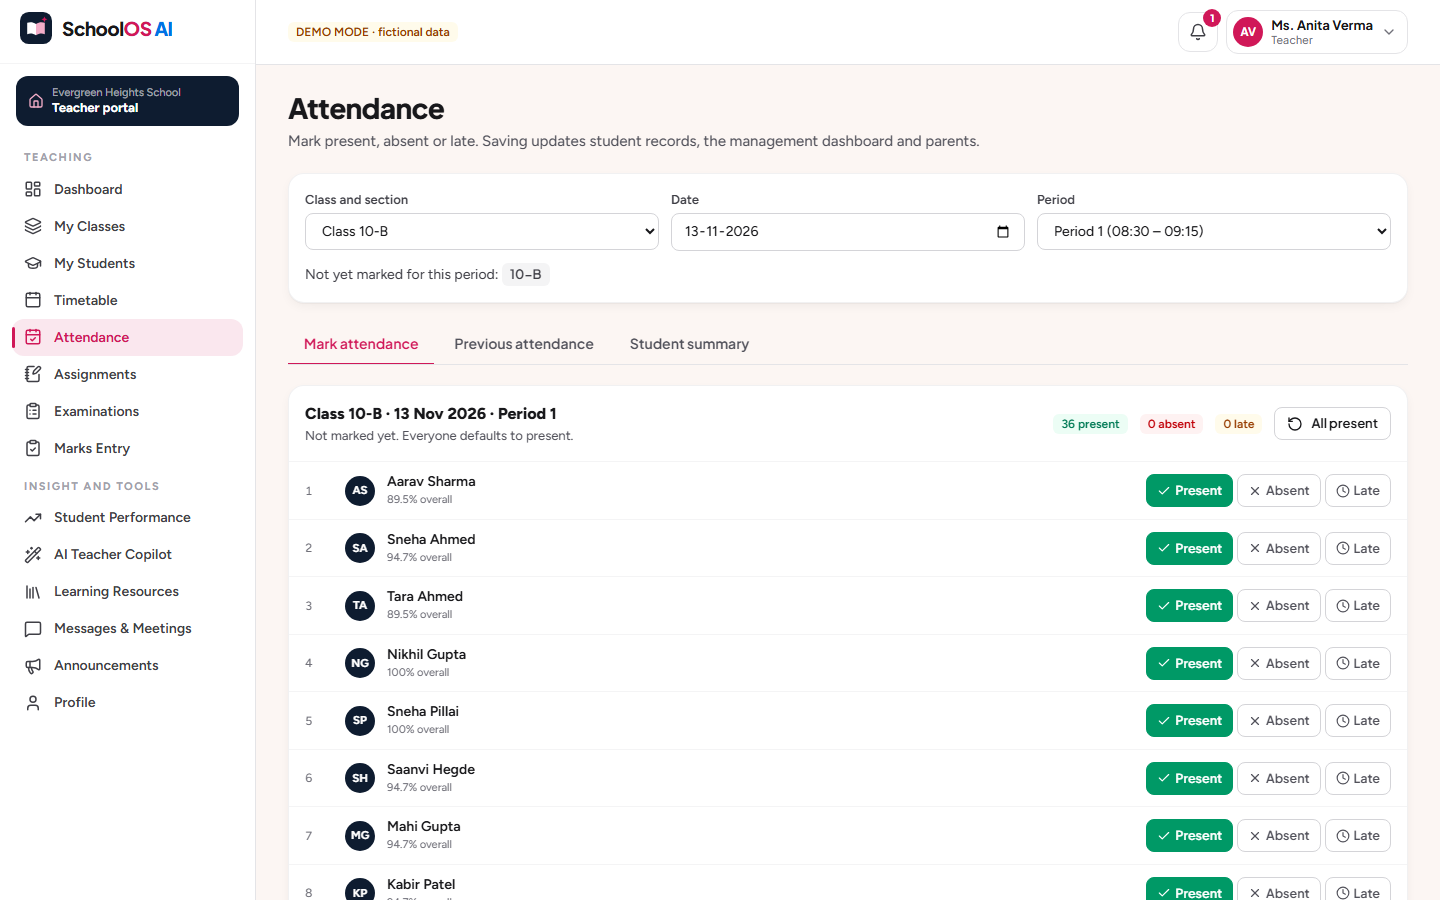 SchoolOS AI
DEMO MODE · fictional data
1
AV
Ms. Anita Verma
Teacher
Evergreen Heights School
Teacher portal
TEACHING
Dashboard
My Classes
My Students
Timetable
Attendance
Assignments
Examinations
Marks Entry
INSIGHT AND TOOLS
Student Performance
AI Teacher Copilot
Learning Resources
Messages & Meetings
Announcements
Profile
Attendance
Mark present, absent or late. Saving updates student records, the management dashboard and parents.
Class and section
Date
Period
Class 10-B
13-11-2026
Period 1 (08:30 – 09:15)
Not yet marked for this period: 10–B
Mark attendance
Previous attendance
Student summary
Class 10-B · 13 Nov 2026 · Period 1
Not marked yet. Everyone defaults to present.
36 present
0 absent
0 late
All present
1
AS
Aarav Sharma
89.5% overall
Present
Absent
Late
2
SA
Sneha Ahmed
94.7% overall
Present
Absent
Late
3
TA
Tara Ahmed
89.5% overall
Present
Absent
Late
4
NG
Nikhil Gupta
100% overall
Present
Absent
Late
5
SP
Sneha Pillai
100% overall
Present
Absent
Late
6
SH
Saanvi Hegde
94.7% overall
Present
Absent
Late
7
MG
Mahi Gupta
94.7% overall
Present
Absent
Late
8
KP
Kabir Patel
Present
Absent
Late